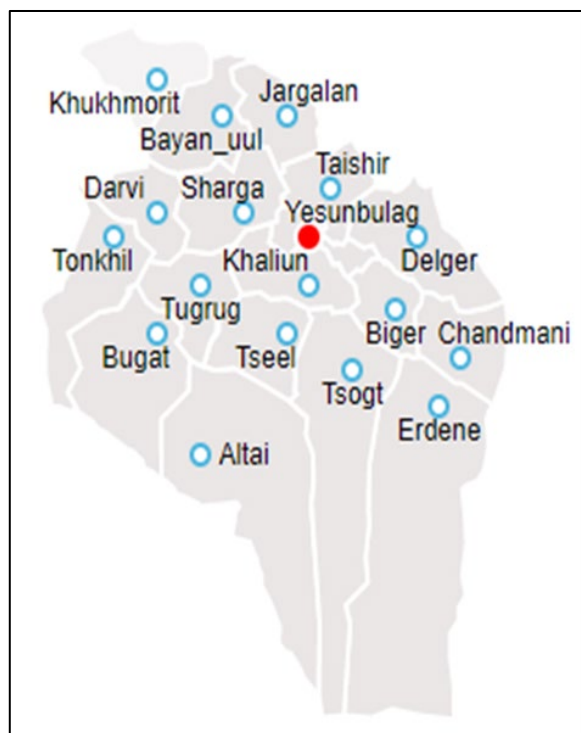 Khukhmorit
Jargalan
Bayan_uul
Taishir
Darvi
Sharga
Yesunbulag
Tonkhil
Khaliun
Delger
Tugrug
Biger
Chandmani
Bugat
Tseel
Tsogt
Erdene
Altai